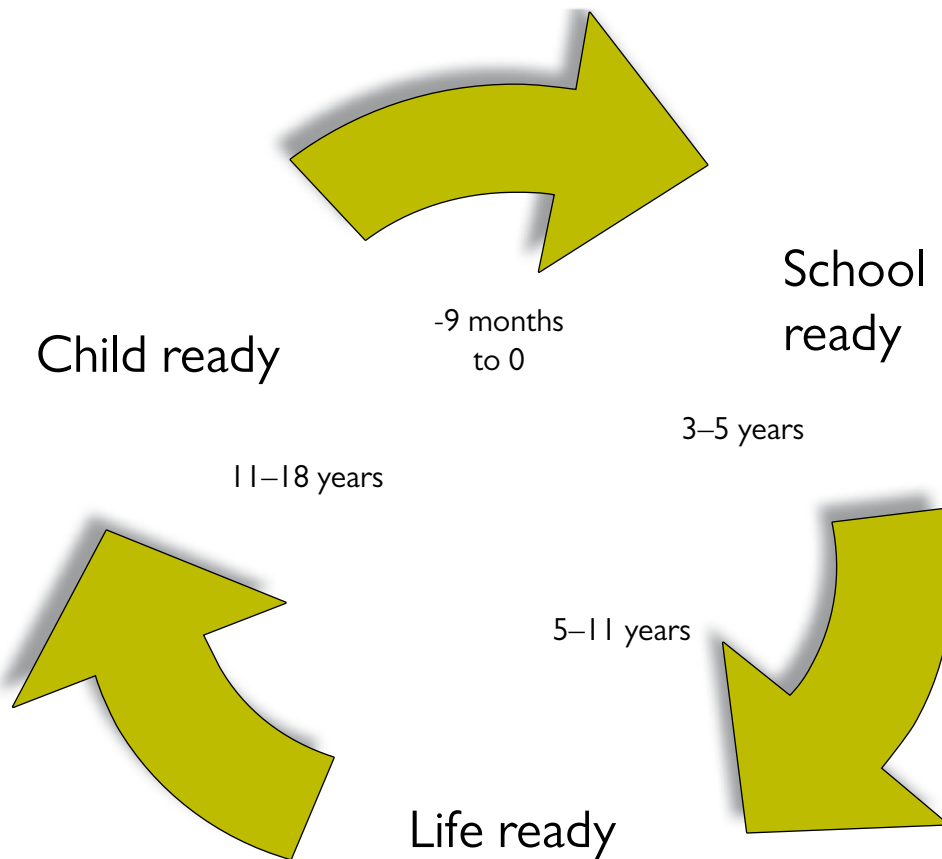 School
ready
-9 months
to 0
Child ready
3–5 years
11–18 years
5–11 years
Life ready